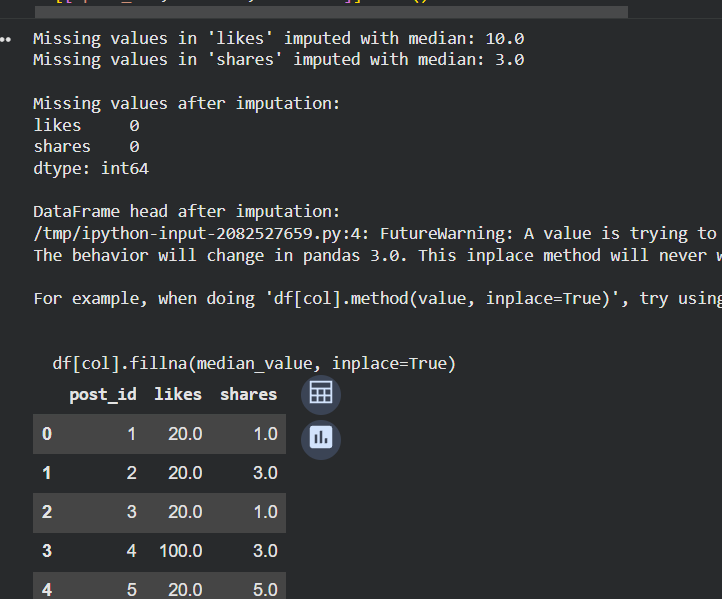 Missing values in 'likes' imputed with median: 10.0
Missing values in 'shares' imputed with median: 3.0
Missing values after imputation:
likes 0
shares 0
dtype: int64
DataFrame head after imputation:
/tmp/ipython-input-2082527659.py:4: FutureWarning: A value is trying to
The behavior will change in pandas 3.0. This inplace method will never
For example, when doing 'df[col].method(value, inplace=True)', try using
df[col].fillna(median_value, inplace=True)
post_id likes shares
0 1 20.0 1.0
1 2 20.0 3.0
2 3 20.0 1.0
3 4 100.0 3.0
4 5 20.0 5.0